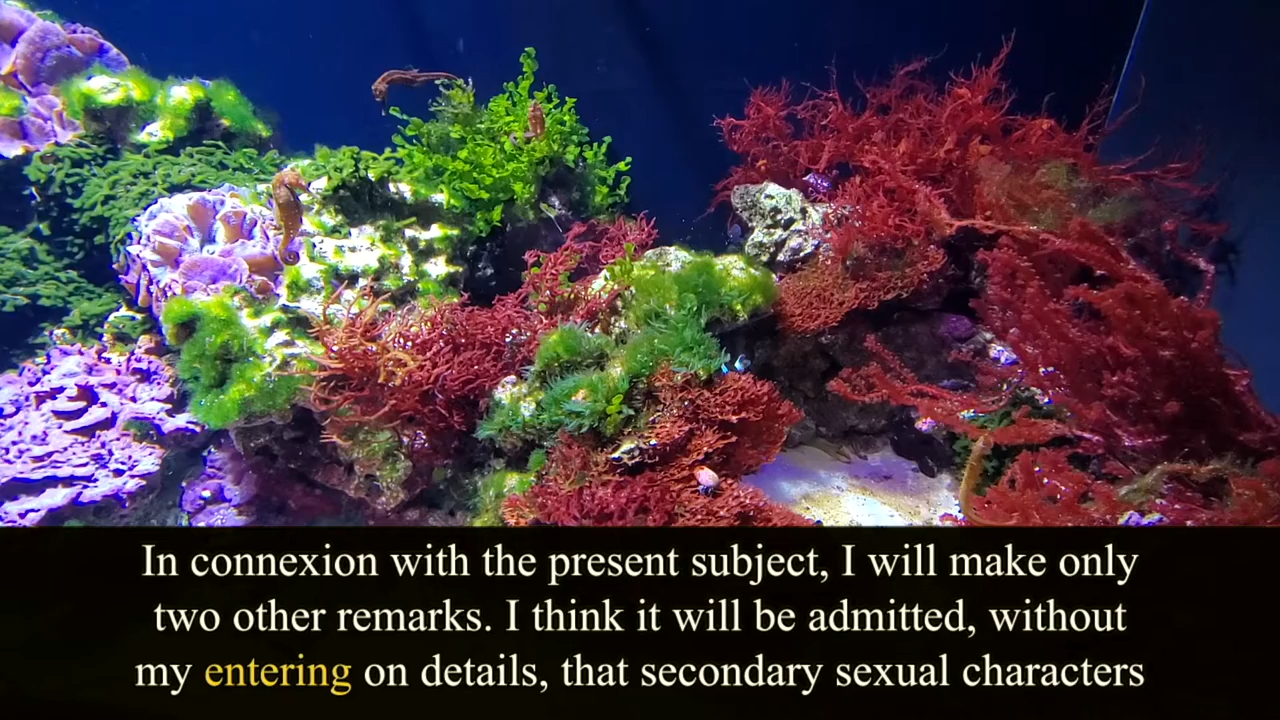 In connexion with the present subject, I will make only
two other remarks. I think it will be admitted, without
my entering on details, that secondary sexual characters